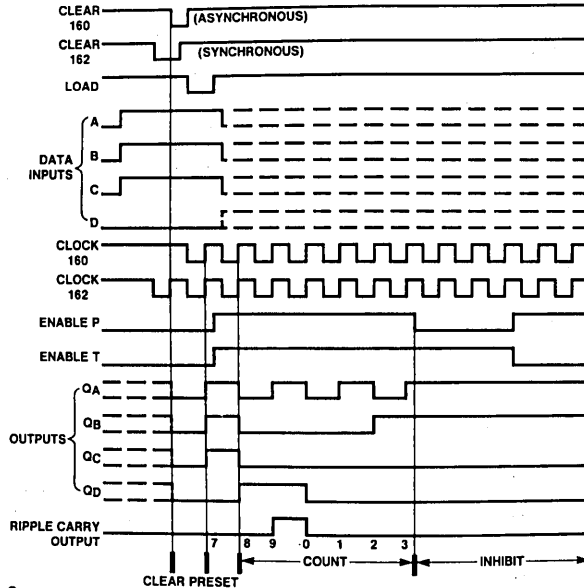 CLEAR
160
(ASYNCHRONOUS)
CLEAR
162
(SYNCHRONOUS)
LOAD
DATA
INPUTS
A
B
C
D
CLOCK
160
CLOCK
162
ENABLE P
ENABLE T
OUTPUTS
QA
QB
QC
QD
RIPPLE CARRY
OUTPUT
7 8 9 0 1 2 3
COUNT
INHIBIT
CLEAR PRESET